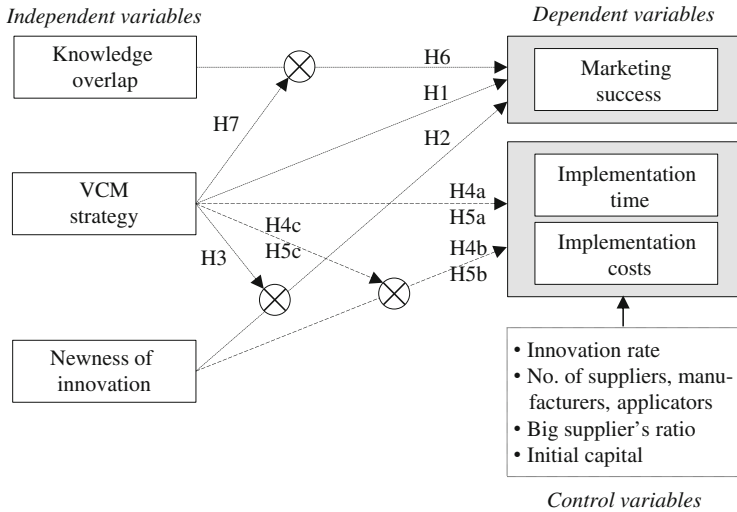 Independent variables
Dependent variables
Knowledge
overlap
H6
Marketing
success
H1
H7
H2
VCM
strategy
H4a
H5a
Implementation
time
H4c
H5c
H4b
H5b
Implementation
costs
H3
Newness of
innovation
• Innovation rate
• No. of suppliers, manu-
facturers, applicators
• Big supplier's ratio
• Initial capital
Control variables